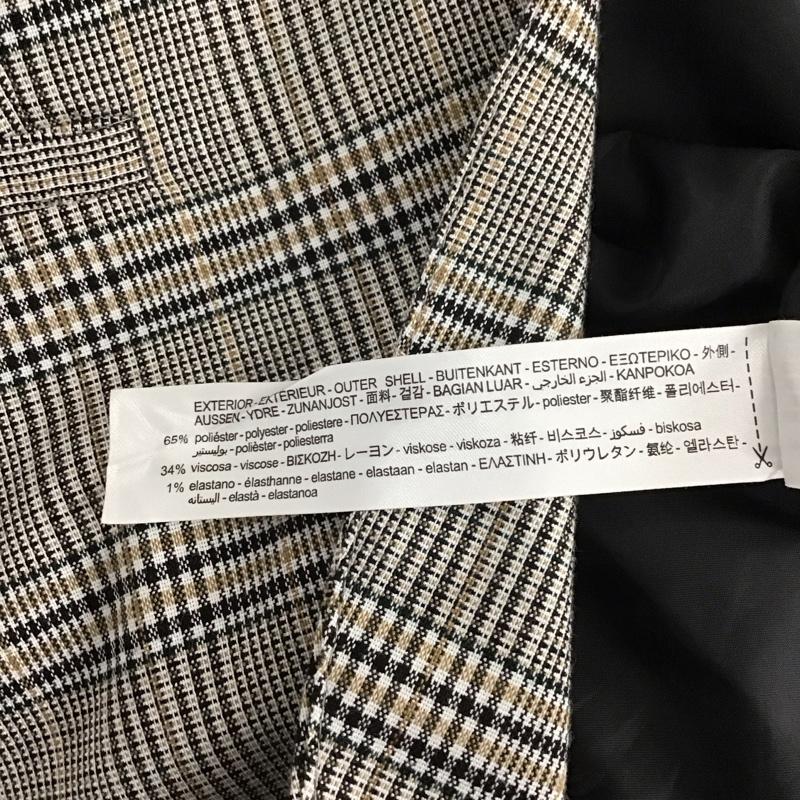 EXTERIOR-EXTÉRIEUR - OUTER SHELL - BUITENKANT - ESTERNO - ΕΞΩΤΕΡΙΚΟ - 外側 -
AUSSEN - YDRE - ZUNANJOST - 面料 - 겉감 - BAGIAN LUAR - الجزء الخارجي - KANPOKOA
65% poliéster - polyester - poliestere - ΠΟΛΥΕΣΤΕΡΑΣ - ポリエステル - poliester - 聚酯纤维 - 폴리에스터 -
بوليستير - polièster - poliesterra
34% viscosa - viscose - ΒΙΣΚΟΖΗ - レーヨン - viskose - viskoza - 粘纤 - 비스코스 - فسكوز - biskosa
1% elastano - élasthanne - elastane - elastaan - elastan - ΕΛΑΣΤΙΝΗ - ポリウレタン - 氨纶 - 엘라스탄 -
اليستانه - elastà - elastanoa